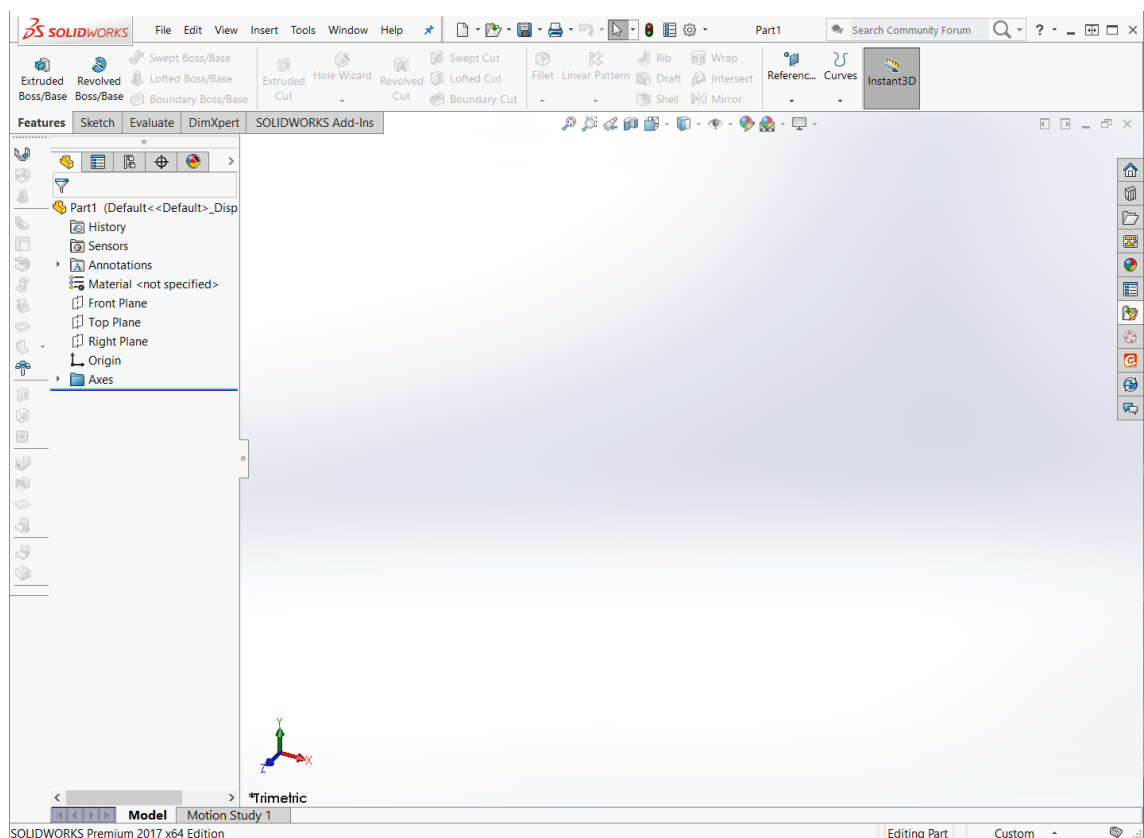 SOLIDWORKS File Edit View Insert Tools Window Help Part1 Search Community Forum ?
Extruded Boss/Base
Revolved Boss/Base
Swept Boss/Base
Lofted Boss/Base
Boundary Boss/Base
Extruded Cut
Hole Wizard
Revolved Cut
Swept Cut
Lofted Cut
Boundary Cut
Fillet
Linear Pattern
Rib
Draft
Shell
Wrap
Intersect
Mirror
Referenc...
Curves
Instant3D
Features Sketch Evaluate DimXpert SOLIDWORKS Add-Ins
Part1 (Default<<Default>_Disp
History
Sensors
Annotations
Material <not specified>
Front Plane
Top Plane
Right Plane
Origin
Axes
Y
X
Z
*Trimetric
Model Motion Study 1
SOLIDWORKS Premium 2017 x64 Edition Editing Part Custom